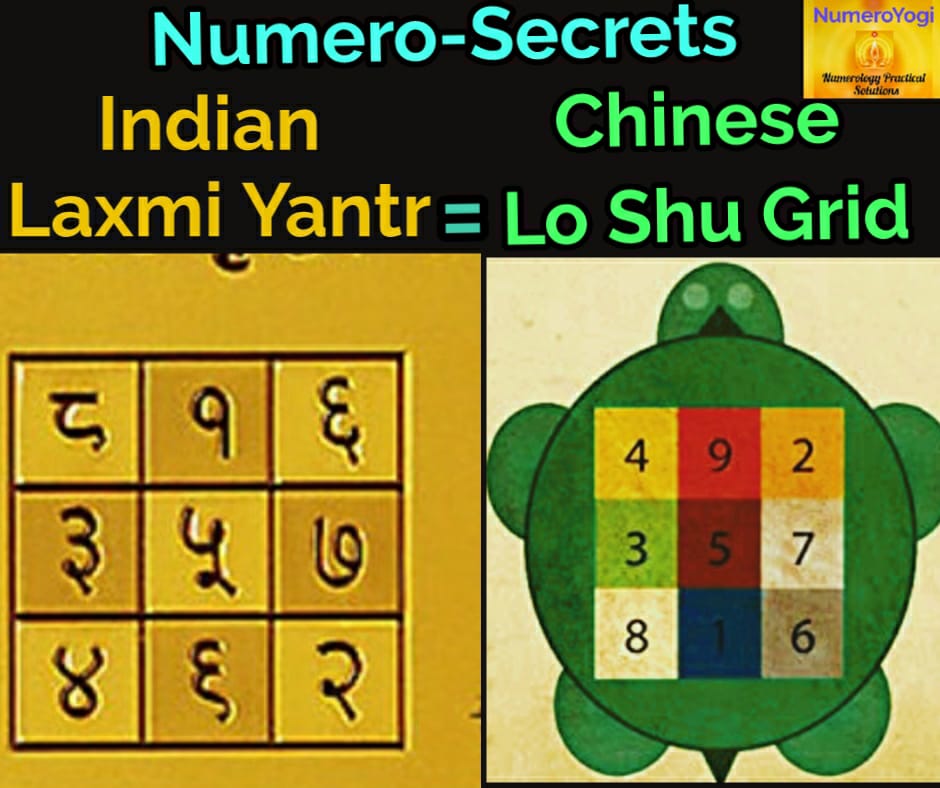 Numero-Secrets
NumeroYogi
Numerology Practical
Solutions
Indian
Laxmi Yantr
=
Chinese
Lo Shu Grid
८ १ ६
३ ५ ७
४ ९ २
4 9 2
3 5 7
8 1 6